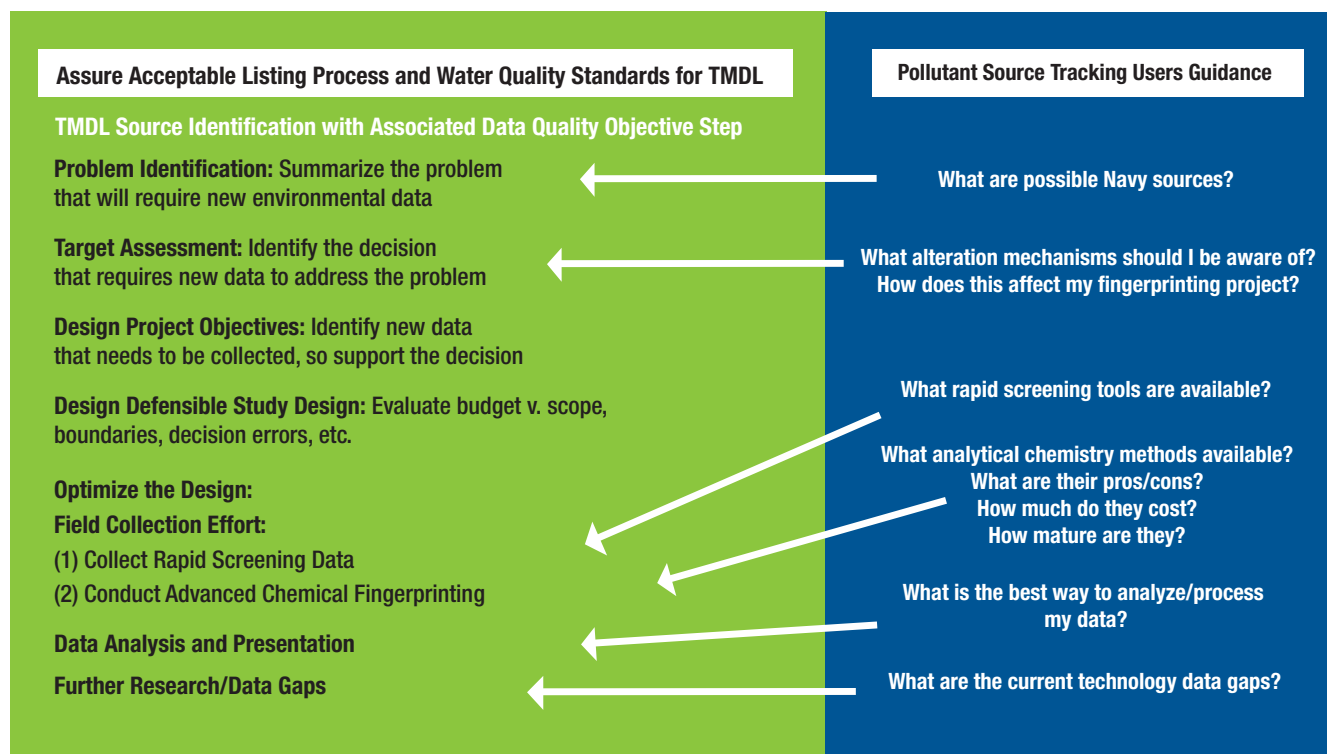 Assure Acceptable Listing Process and Water Quality Standards for TMDL
TMDL Source Identification with Associated Data Quality Objective Step
Problem Identification: Summarize the problem
that will require new environmental data
Target Assessment: Identify the decision
that requires new data to address the problem
Design Project Objectives: Identify new data
that needs to be collected, so support the decision
Design Defensible Study Design: Evaluate budget v. scope,
boundaries, decision errors, etc.
Optimize the Design:
Field Collection Effort:
(1) Collect Rapid Screening Data
(2) Conduct Advanced Chemical Fingerprinting
Data Analysis and Presentation
Further Research/Data Gaps
Pollutant Source Tracking Users Guidance
What are possible Navy sources?
What alteration mechanisms should I be aware of?
How does this affect my fingerprinting project?
What rapid screening tools are available?
What analytical chemistry methods available?
What are their pros/cons?
How much do they cost?
How mature are they?
What is the best way to analyze/process
my data?
What are the current technology data gaps?